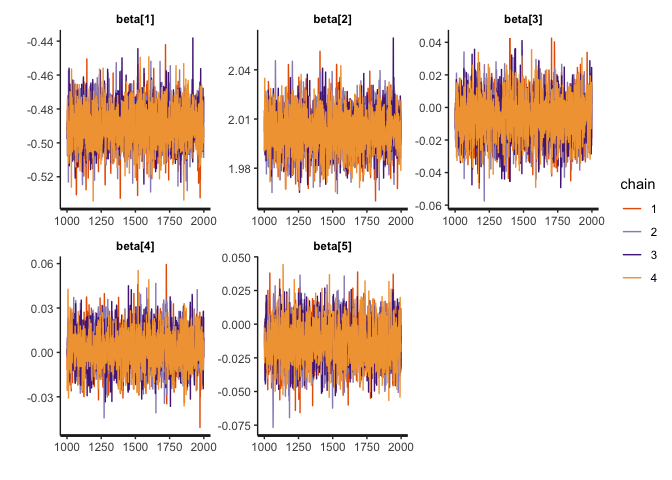 beta[1] beta[2] beta[3]
-0.44 2.04 0.04
-0.46 0.02
-0.48 2.01 0.00
-0.50 -0.02
-0.52 1.98 -0.04
-0.06
1000 1250 1500 1750 2000 1000 1250 1500 1750 2000 1000 1250 1500 1750 2000
chain
1
2
3
4
beta[4] beta[5]
0.06 0.050
0.03 0.025
0.00 0.000
-0.03 -0.025
-0.050
-0.075
1000 1250 1500 1750 2000 1000 1250 1500 1750 2000